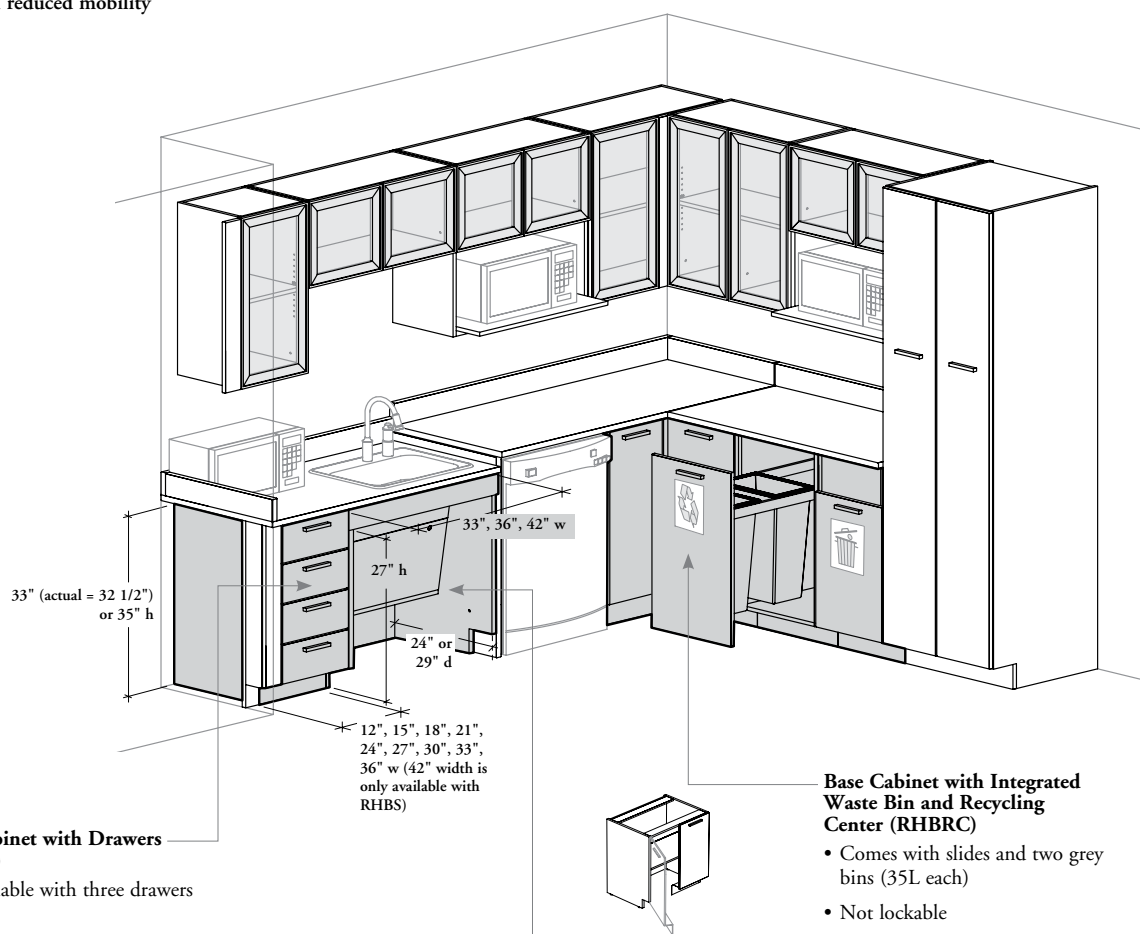 reduced mobility
33", 36", 42" w
27" h
33" (actual = 32 1/2")
or 35" h
24" or
29" d
12", 15", 18", 21",
24", 27", 30", 33",
36" w (42" width is
only available with
RHBS)
Base Cabinet with Integrated
Waste Bin and Recycling
Center (RHBRC)
• Comes with slides and two grey
bins (35L each)
• Not lockable
binet with Drawers
able with three drawers